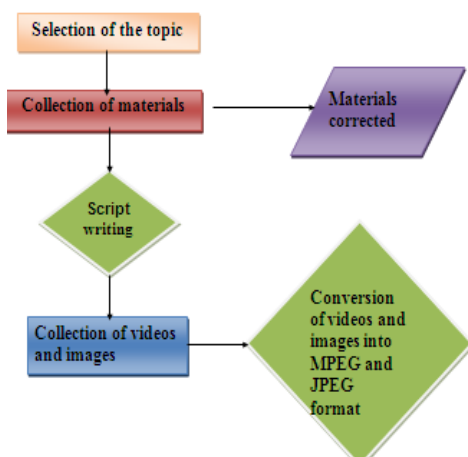 Selection of the topic
Collection of materials
Materials
corrected
Script
writing
Collection of videos
and images
Conversion
of videos and
images into
MPEG and
JPEG
format